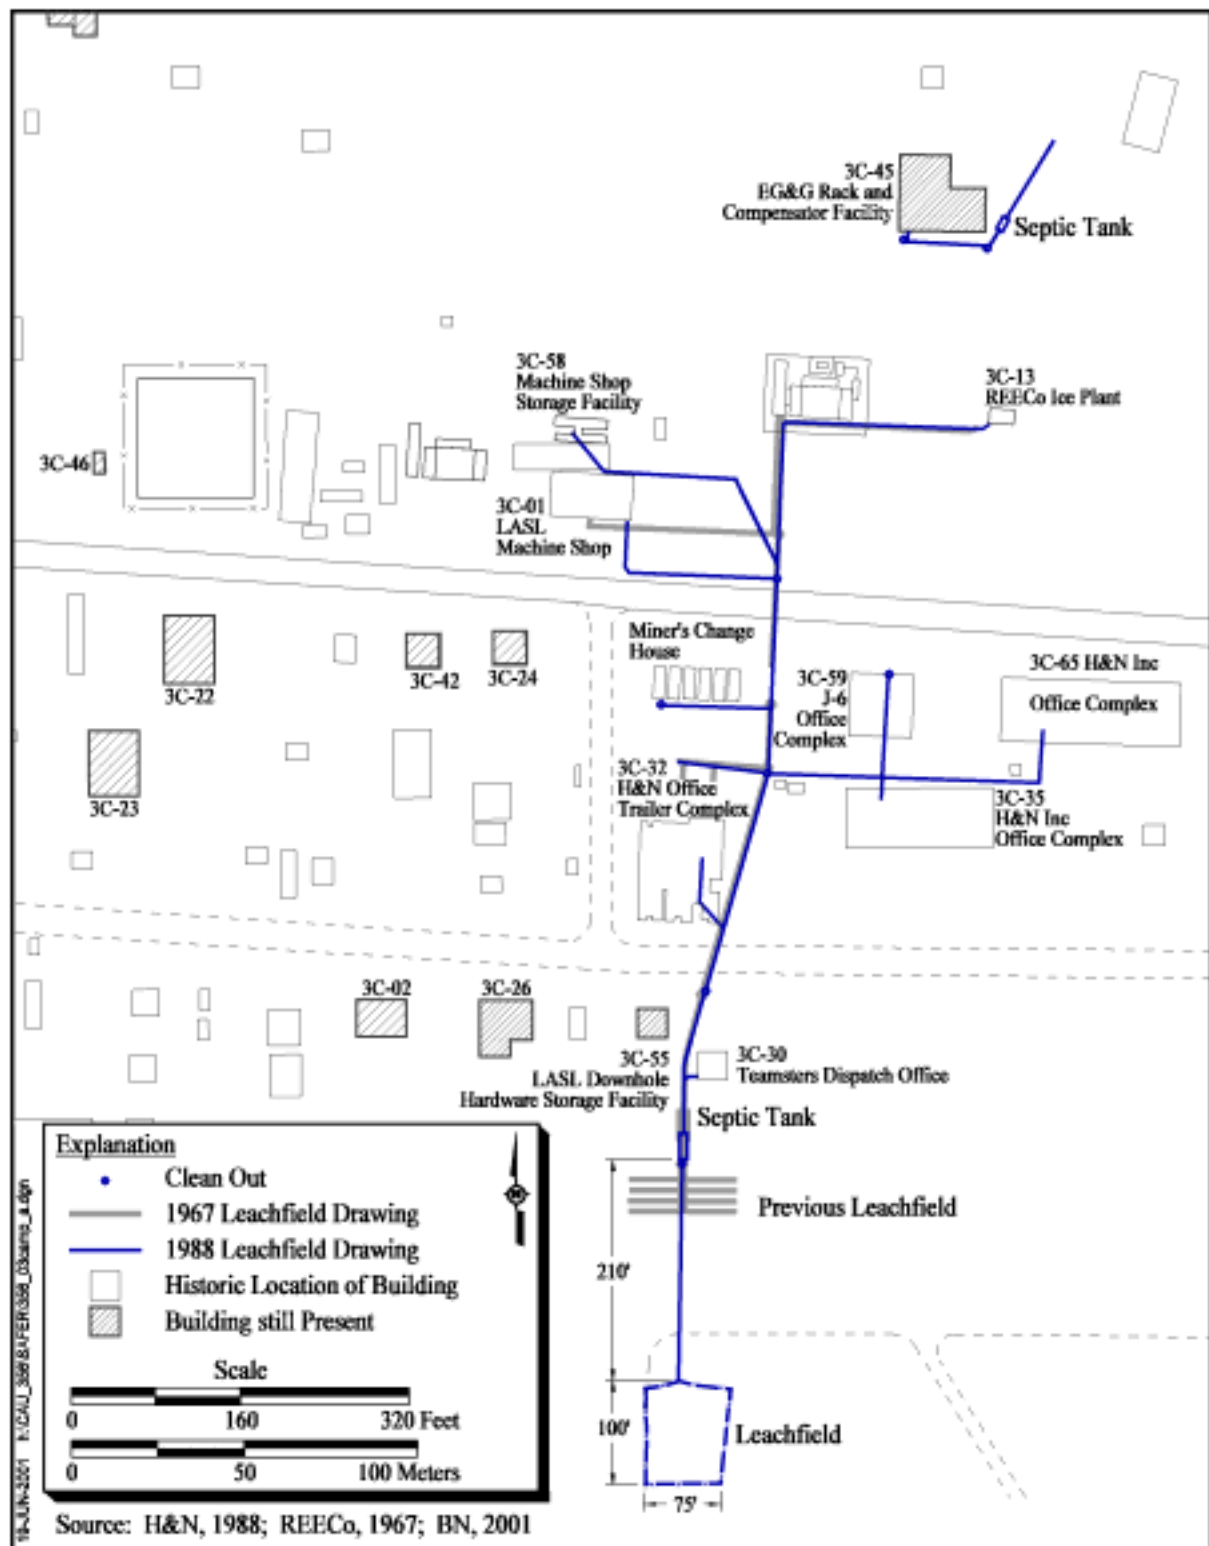 3C-45
EG&G Rack and
Compensator Facility
Septic Tank
3C-58
Machine Shop
Storage Facility
3C-13
REECo Ice Plant
3C-46
3C-01
LASL
Machine Shop
Miner's Change
House
3C-22
3C-42
3C-24
3C-59
J-6
Office
Complex
3C-65 H&N Inc
Office Complex
3C-23
3C-32
H&N Office
Trailer Complex
3C-35
H&N Inc
Office Complex
3C-02
3C-26
3C-55
LASL Downhole
Hardware Storage Facility
3C-30
Teamsters Dispatch Office
Septic Tank
Previous Leachfield
210'
100'
Leachfield
75'
Explanation
Clean Out
1967 Leachfield Drawing
1988 Leachfield Drawing
Historic Location of Building
Building still Present
Scale
0 160 320 Feet
0 50 100 Meters
Source: H&N, 1988; REECo, 1967; BN, 2001
19-JUN-2001